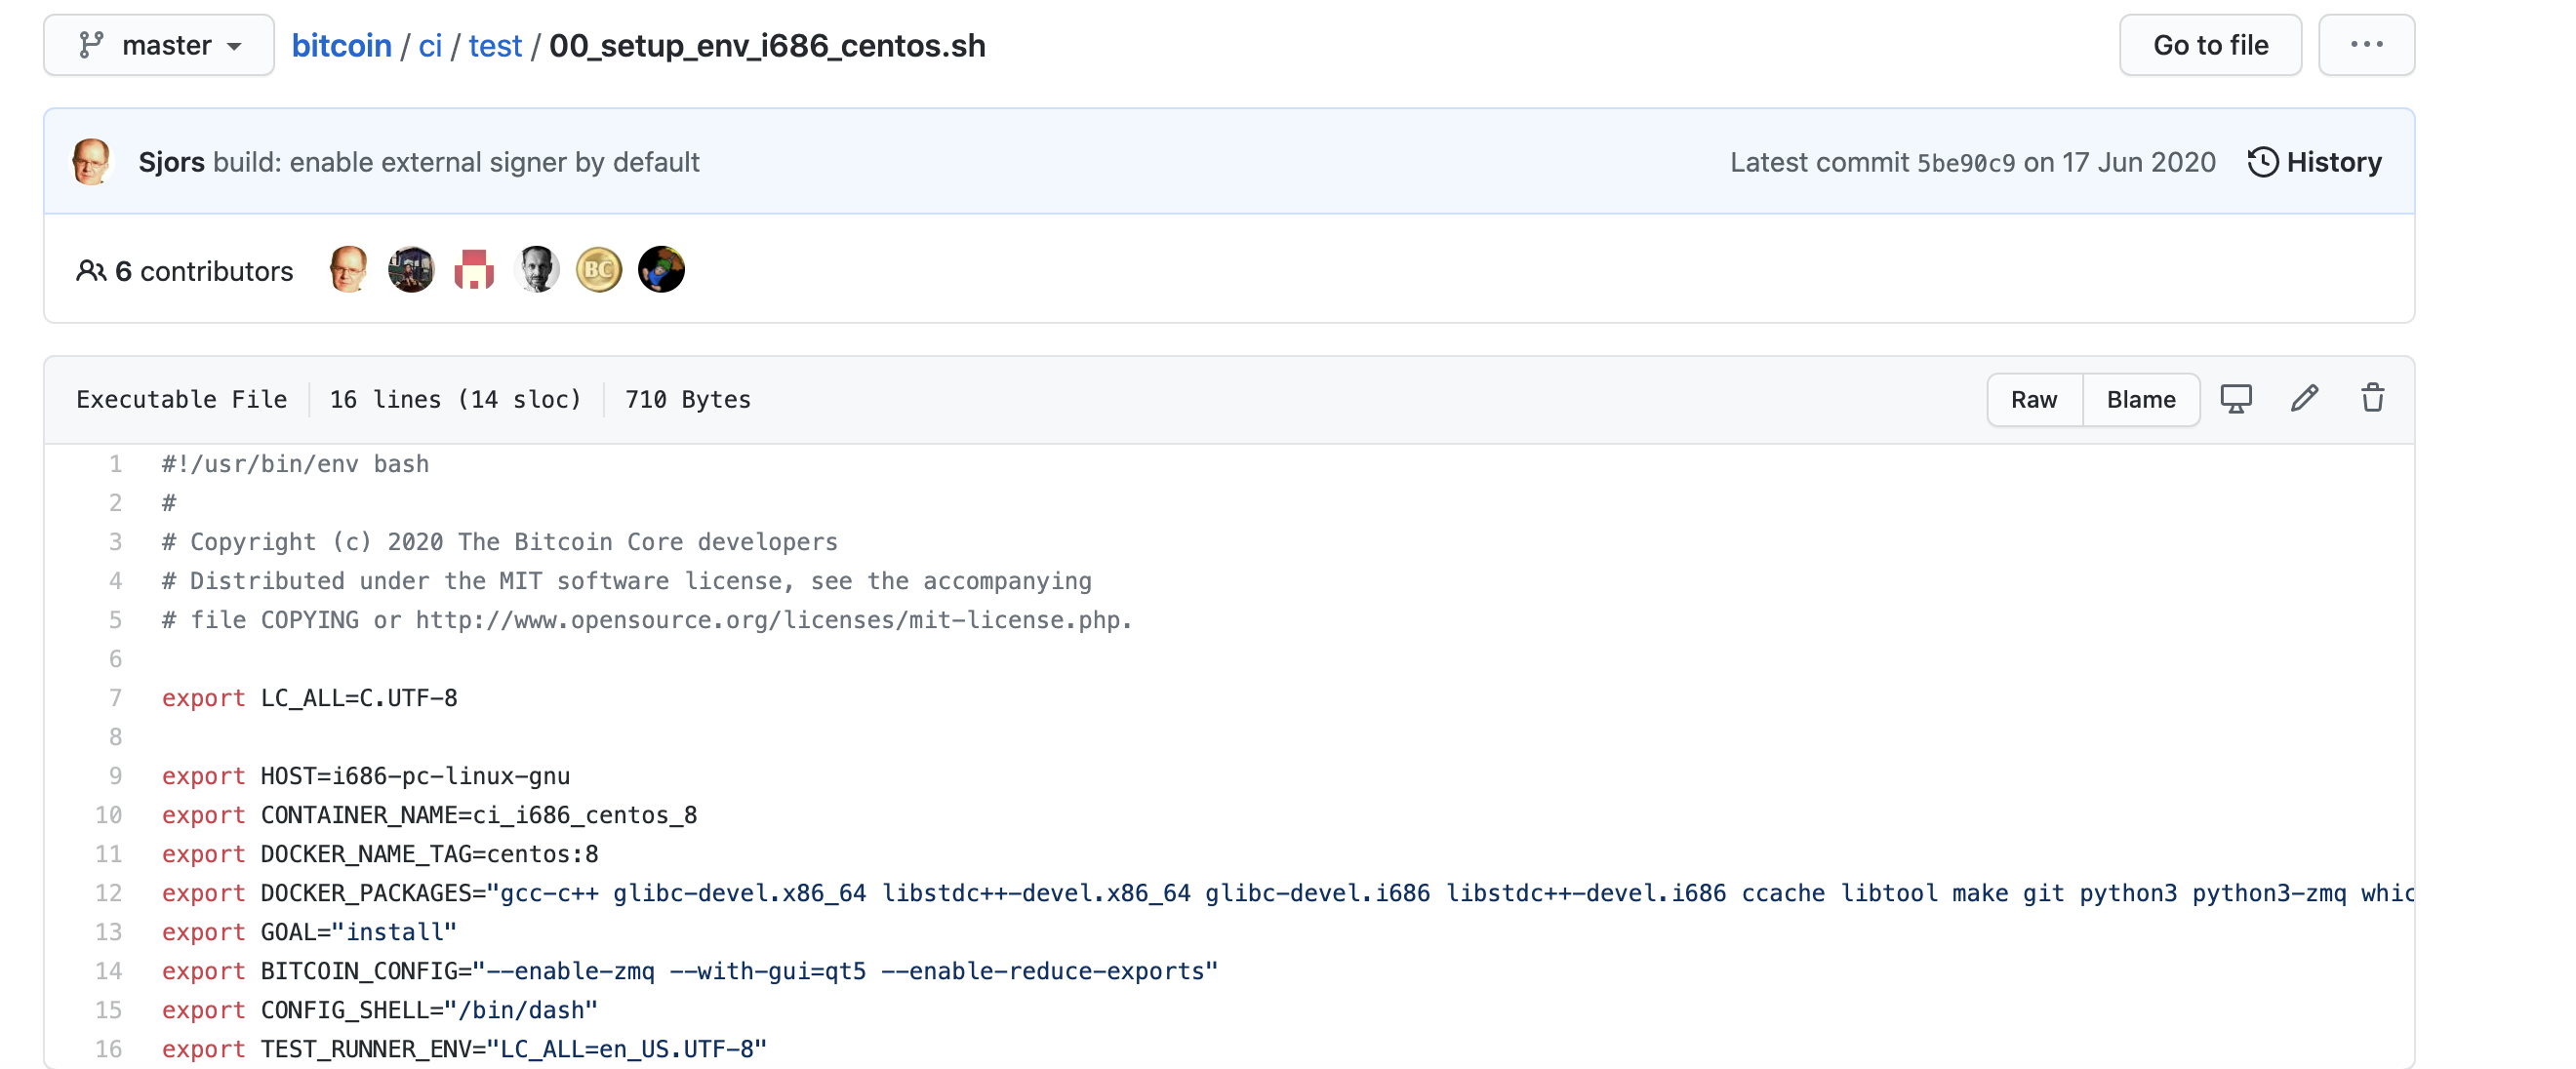 master bitcoin / ci / test / 00_setup_env_i686_centos.sh Go to file ...
Sjors build: enable external signer by default Latest commit 5be90c9 on 17 Jun 2020 History
6 contributors BC
Executable File 16 lines (14 sloc) 710 Bytes Raw Blame
1 #!/usr/bin/env bash
2 #
3 # Copyright (c) 2020 The Bitcoin Core developers
4 # Distributed under the MIT software license, see the accompanying
5 # file COPYING or http://www.opensource.org/licenses/mit-license.php.
6
7 export LC_ALL=C.UTF-8
8
9 export HOST=i686-pc-linux-gnu
10 export CONTAINER_NAME=ci_i686_centos_8
11 export DOCKER_NAME_TAG=centos:8
12 export DOCKER_PACKAGES="gcc-c++ glibc-devel.x86_64 libstdc++-devel.x86_64 glibc-devel.i686 libstdc++-devel.i686 ccache libtool make git python3 python3-zmq whic
13 export GOAL="install"
14 export BITCOIN_CONFIG="--enable-zmq --with-gui=qt5 --enable-reduce-exports"
15 export CONFIG_SHELL="/bin/dash"
16 export TEST_RUNNER_ENV="LC_ALL=en_US.UTF-8"